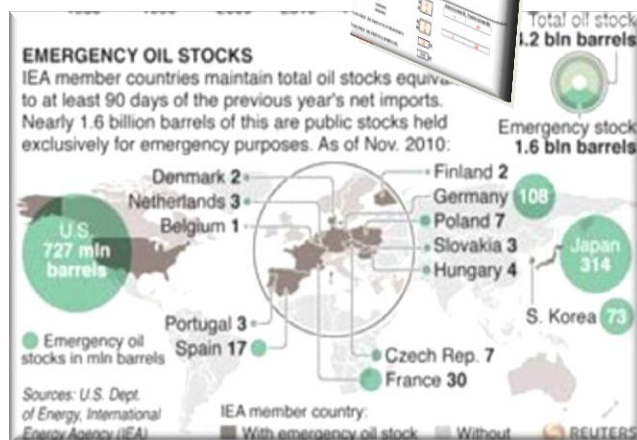 Total oil stock
4.2 bln barrels
EMERGENCY OIL STOCKS
IEA member countries maintain total oil stocks
to at least 90 days of the previous year's net imports.
Nearly 1.6 billion barrels of this are public stocks held
exclusively for emergency purposes. As of Nov. 2010:
Emergency stock
1.6 bln barrels
Denmark 2
Netherlands 3
Belgium 1
Finland 2
Germany 108
Poland 7
Slovakia 3
Hungary 4
U.S.
727 mln
barrels
Japan
314
S. Korea 73
Portugal 3
Spain 17
Czech Rep. 7
France 30
Emergency oil
stocks in mln barrels
Sources: U.S. Dept.
of Energy, International
Energy Agency (IEA)
IEA member country:
With emergency oil stock
Without
REUTERS